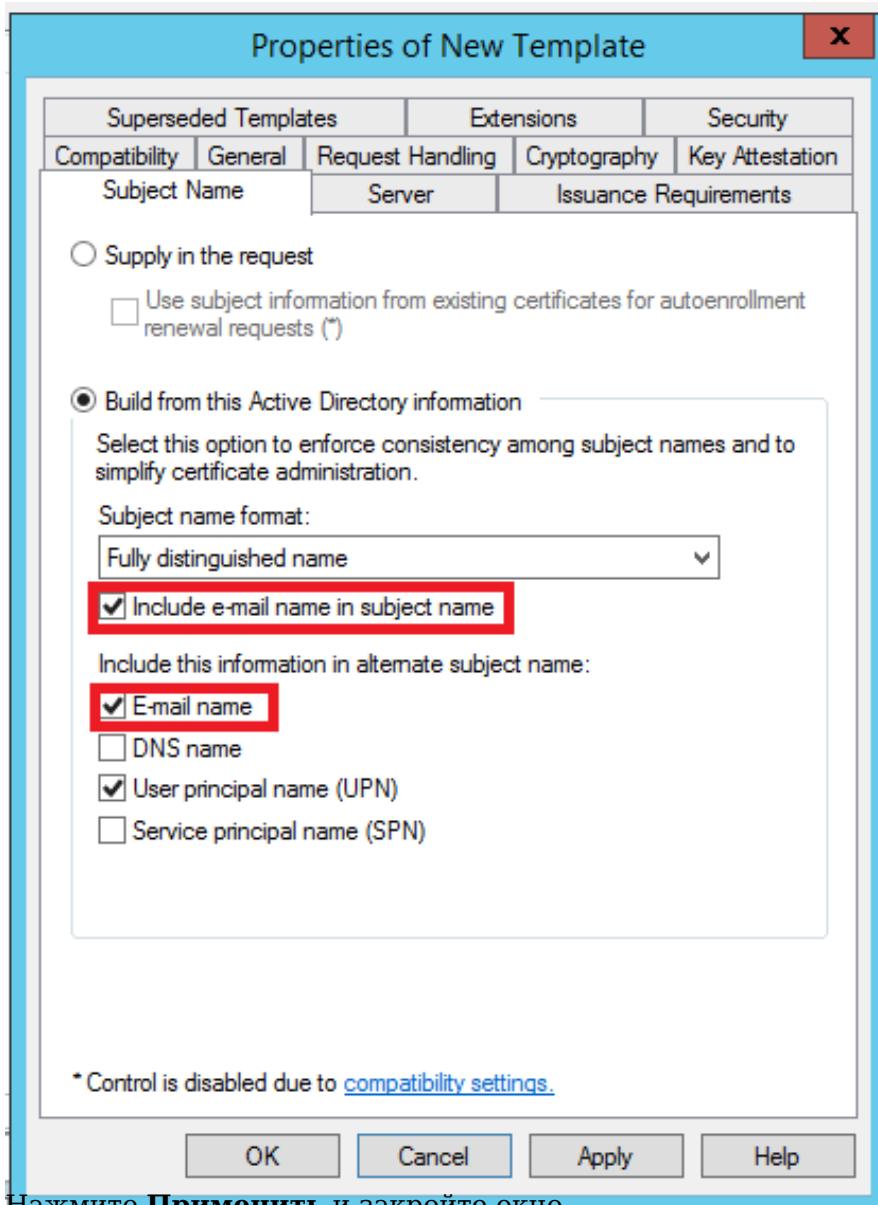 Properties of New Template
x
Superseded Templates Extensions Security
Compatibility General Request Handling Cryptography Key Attestation
Subject Name Server Issuance Requirements
Supply in the request
Use subject information from existing certificates for autoenrollment
renewal requests (*)
Build from this Active Directory information
Select this option to enforce consistency among subject names and to
simplify certificate administration.
Subject name format:
Fully distinguished name
Include e-mail name in subject name
Include this information in alternate subject name:
E-mail name
DNS name
User principal name (UPN)
Service principal name (SPN)
* Control is disabled due to compatibility settings.
OK Cancel Apply Help
Нажмите Применить и закройте окно